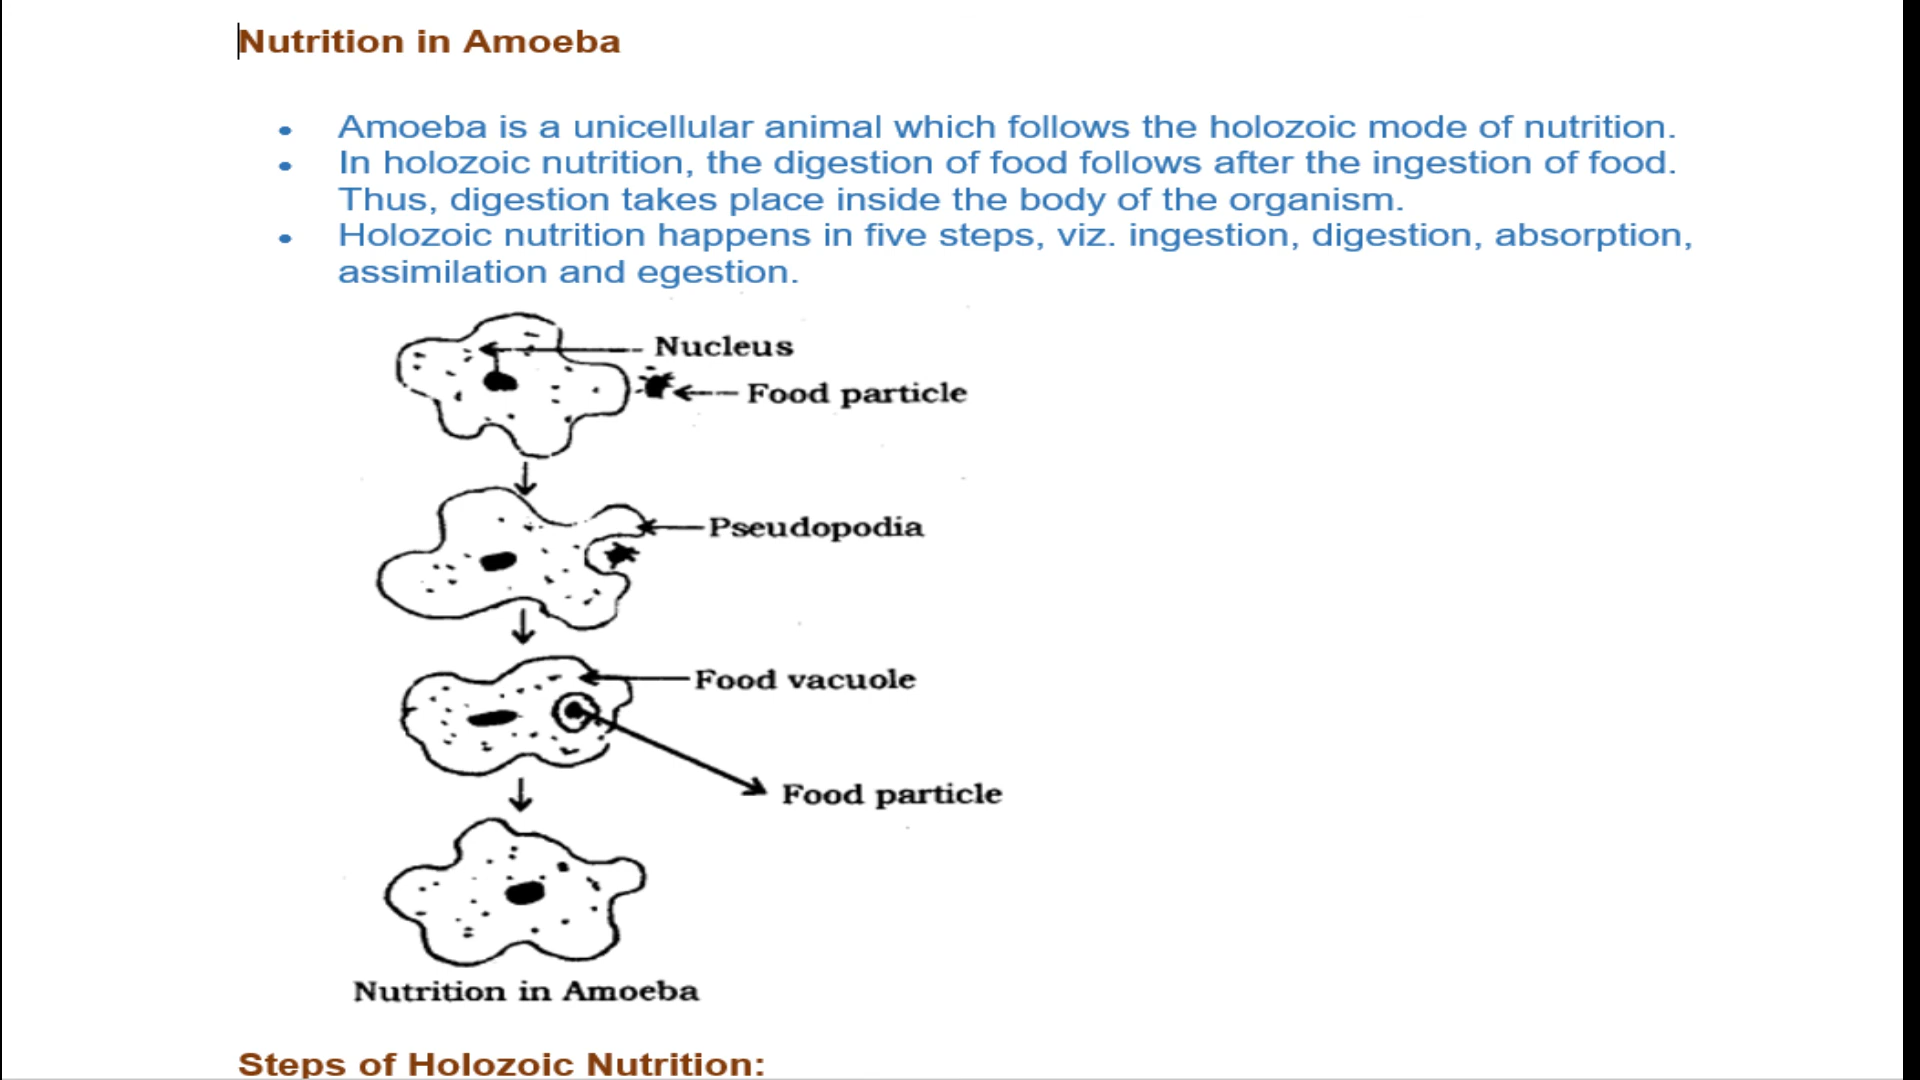 Nutrition in Amoeba
• Amoeba is a unicellular animal which follows the holozoic mode of nutrition.
• In holozoic nutrition, the digestion of food follows after the ingestion of food.
Thus, digestion takes place inside the body of the organism.
• Holozoic nutrition happens in five steps, viz. ingestion, digestion, absorption,
assimilation and egestion.
Nucleus
Food particle
Pseudopodia
Food vacuole
Food particle
Nutrition in Amoeba
Steps of Holozoic Nutrition: